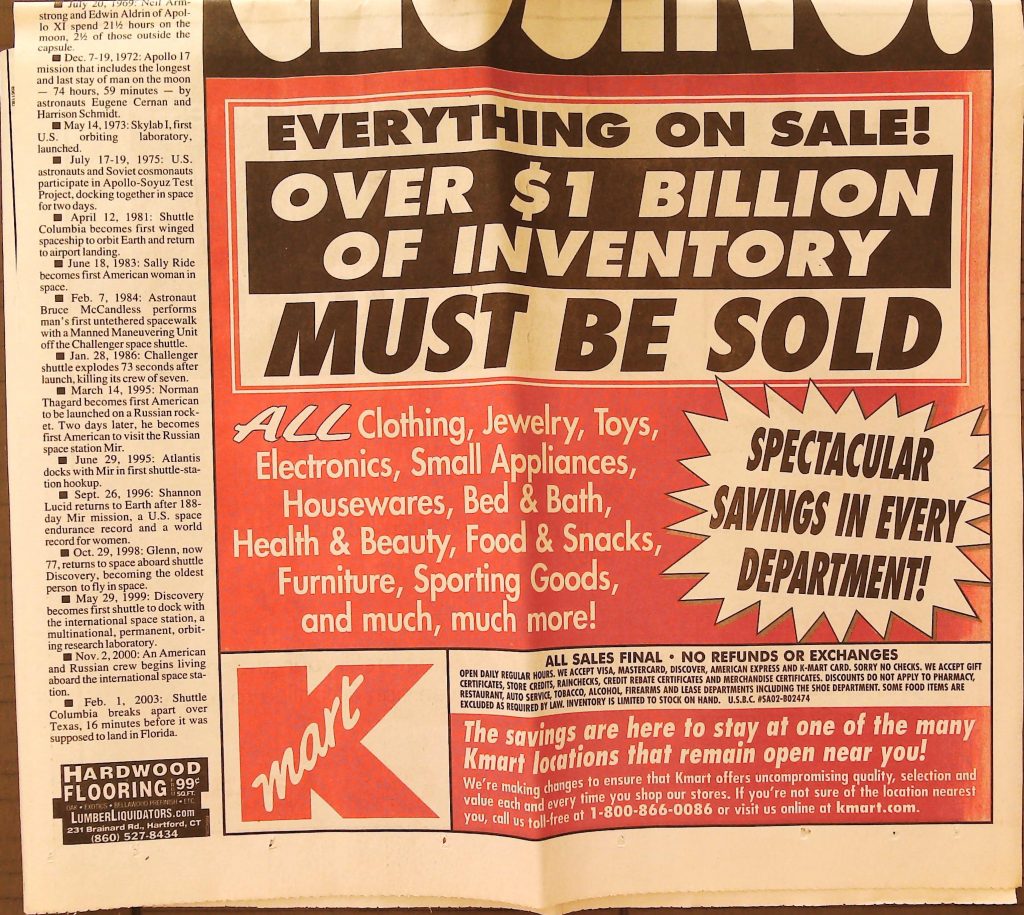 July 20, 1969: Neil Arm-
strong and Edwin Aldrin of Apol-
lo XI spend 21½ hours on the
moon, 2½ of those outside the
capsule.
■ Dec. 7-19, 1972: Apollo 17
mission that includes the longest
and last stay of man on the moon
— 74 hours, 59 minutes — by
astronauts Eugene Cernan and
Harrison Schmidt.
■ May 14, 1973: Skylab I, first
U.S. orbiting laboratory,
launched.
■ July 17-19, 1975: U.S.
astronauts and Soviet cosmonauts
participate in Apollo-Soyuz Test
Project, docking together in space
for two days.
■ April 12, 1981: Shuttle
Columbia becomes first winged
spaceship to orbit Earth and return
to airport landing.
■ June 18, 1983: Sally Ride
becomes first American woman in
space.
■ Feb. 7, 1984: Astronaut
Bruce McCandless performs
man's first untethered spacewalk
with a Manned Maneuvering Unit
off the Challenger space shuttle.
■ Jan. 28, 1986: Challenger
shuttle explodes 73 seconds after
launch, killing its crew of seven.
■ March 14, 1995: Norman
Thagard becomes first American
to be launched on a Russian rock-
et. Two days later, he becomes
first American to visit the Russian
space station Mir.
■ June 29, 1995: Atlantis
docks with Mir in first shuttle-sta-
tion hookup.
■ Sept. 26, 1996: Shannon
Lucid returns to Earth after 188-
day Mir mission, a U.S. space
endurance record and a world
record for women.
■ Oct. 29, 1998: Glenn, now
77, returns to space aboard shuttle
Discovery, becoming the oldest
person to fly in space.
■ May 29, 1999: Discovery
becomes first shuttle to dock with
the international space station, a
multinational, permanent, orbit-
ing research laboratory.
■ Nov. 2, 2000: An American
and Russian crew begins living
aboard the international space sta-
tion.
■ Feb. 1, 2003: Shuttle
Columbia breaks apart over
Texas, 16 minutes before it was
supposed to land in Florida.
HARDWOOD
FLOORING 99¢ SQ.FT.
OAK • EXOTICS • BELLAWOOD PREFINISH • ETC.
LUMBERLIQUIDATORS.com
231 Brainard Rd., Hartford, CT
(860) 527-8434
CLOSING!
EVERYTHING ON SALE!
OVER $1 BILLION
OF INVENTORY
MUST BE SOLD
ALL Clothing, Jewelry, Toys,
Electronics, Small Appliances,
Housewares, Bed & Bath,
Health & Beauty, Food & Snacks,
Furniture, Sporting Goods,
and much, much more!
SPECTACULAR
SAVINGS IN EVERY
DEPARTMENT!
Kmart
ALL SALES FINAL • NO REFUNDS OR EXCHANGES
OPEN DAILY REGULAR HOURS. WE ACCEPT VISA, MASTERCARD, DISCOVER, AMERICAN EXPRESS AND K-MART CARD. SORRY NO CHECKS. WE ACCEPT GIFT
CERTIFICATES, STORE CREDITS, RAINCHECKS, CREDIT REBATE CERTIFICATES AND MERCHANDISE CERTIFICATES. DISCOUNTS DO NOT APPLY TO PHARMACY,
RESTAURANT, AUTO SERVICE, TOBACCO, ALCOHOL, FIREARMS AND LEASE DEPARTMENTS INCLUDING THE SHOE DEPARTMENT. SOME FOOD ITEMS ARE
EXCLUDED AS REQUIRED BY LAW. INVENTORY IS LIMITED TO STOCK ON HAND. U.S.B.C. #SA02-B02474
The savings are here to stay at one of the many
Kmart locations that remain open near you!
We're making changes to ensure that Kmart offers uncompromising quality, selection and
value each and every time you shop our stores. If you're not sure of the location nearest
you, call us toll-free at 1-800-866-0086 or visit us online at kmart.com.